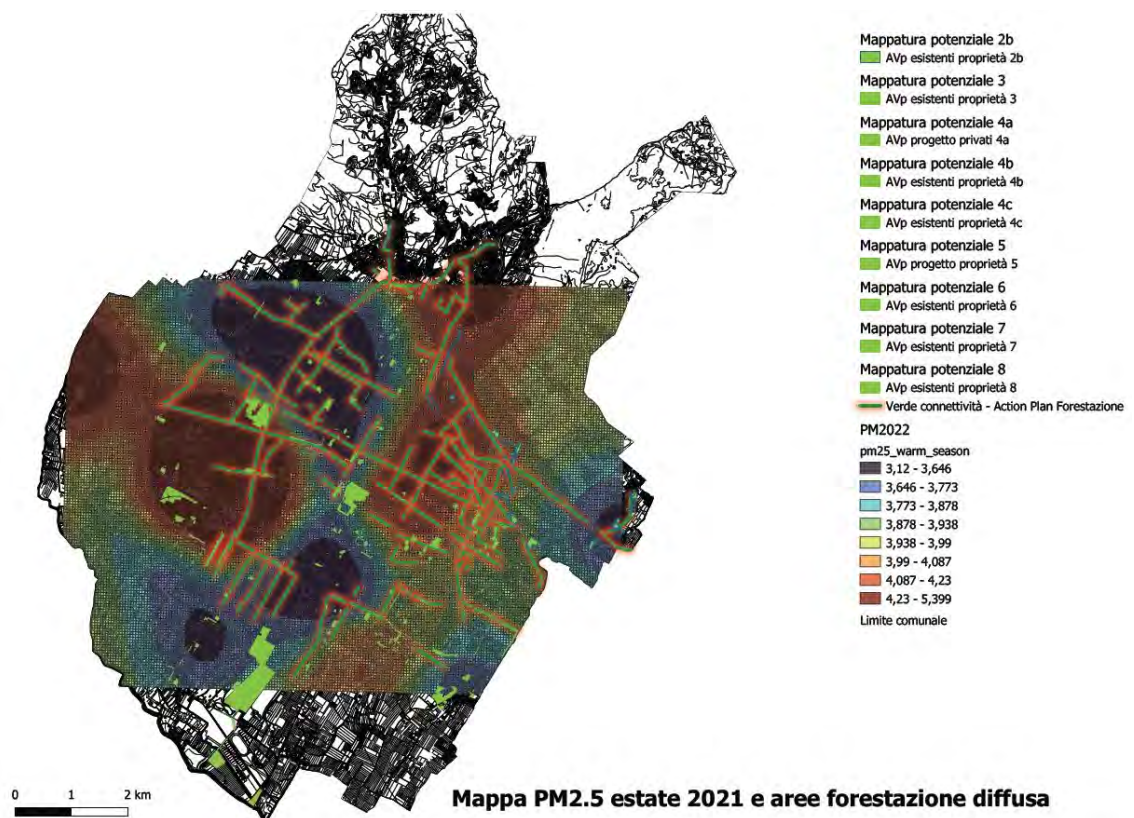 Mappatura potenziale 2b
AVp esistenti proprietà 2b
Mappatura potenziale 3
AVp esistenti proprietà 3
Mappatura potenziale 4a
AVp progetto privati 4a
Mappatura potenziale 4b
AVp esistenti proprietà 4b
Mappatura potenziale 4c
AVp esistenti proprietà 4c
Mappatura potenziale 5
AVp progetto proprietà 5
Mappatura potenziale 6
AVp esistenti proprietà 6
Mappatura potenziale 7
AVp esistenti proprietà 7
Mappatura potenziale 8
AVp esistenti proprietà 8
Verde connettività - Action Plan Forestazione
PM2022
pm25_warm_season
3,12 - 3,646
3,646 - 3,773
3,773 - 3,878
3,878 - 3,938
3,938 - 3,99
3,99 - 4,087
4,087 - 4,23
4,23 - 5,399
Limite comunale
0 1 2 km
Mappa PM2.5 estate 2021 e aree forestazione diffusa